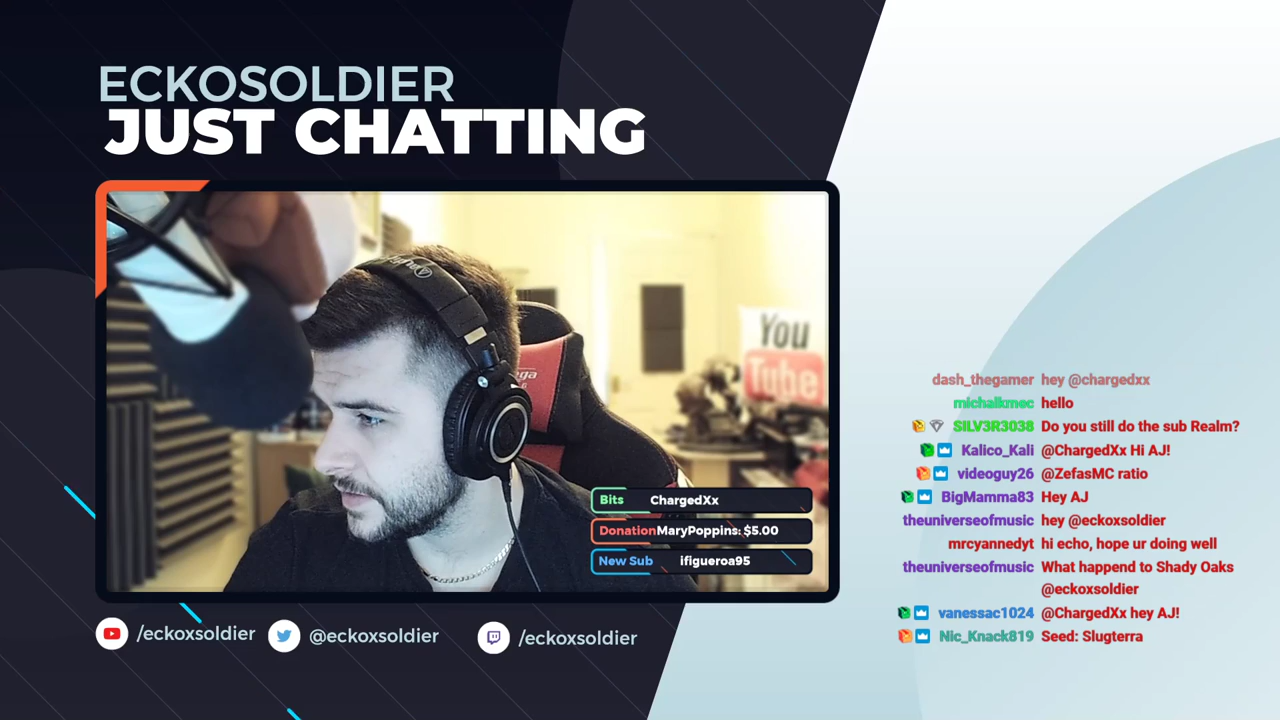 ECKOSOLDIER
JUST CHATTING
You
Tube
Bits ChargedXx
Donation MaryPoppins: $5.00
New Sub ifigueroa95
/eckoxsoldier @eckoxsoldier /eckoxsoldier
dash_thegamer hey @chargedxx
michalkmec hello
SILV3R3038 Do you still do the sub Realm?
Kalico_Kali @ChargedXx Hi AJ!
videoguy26 @ZefasMC ratio
BigMamma83 Hey AJ
theuniverseofmusic hey @eckoxsoldier
mrcyannedyt hi echo, hope ur doing well
theuniverseofmusic What happend to Shady Oaks
@eckoxsoldier
vanessac1024 @ChargedXx hey AJ!
Nic_Knack819 Seed: Slugterra